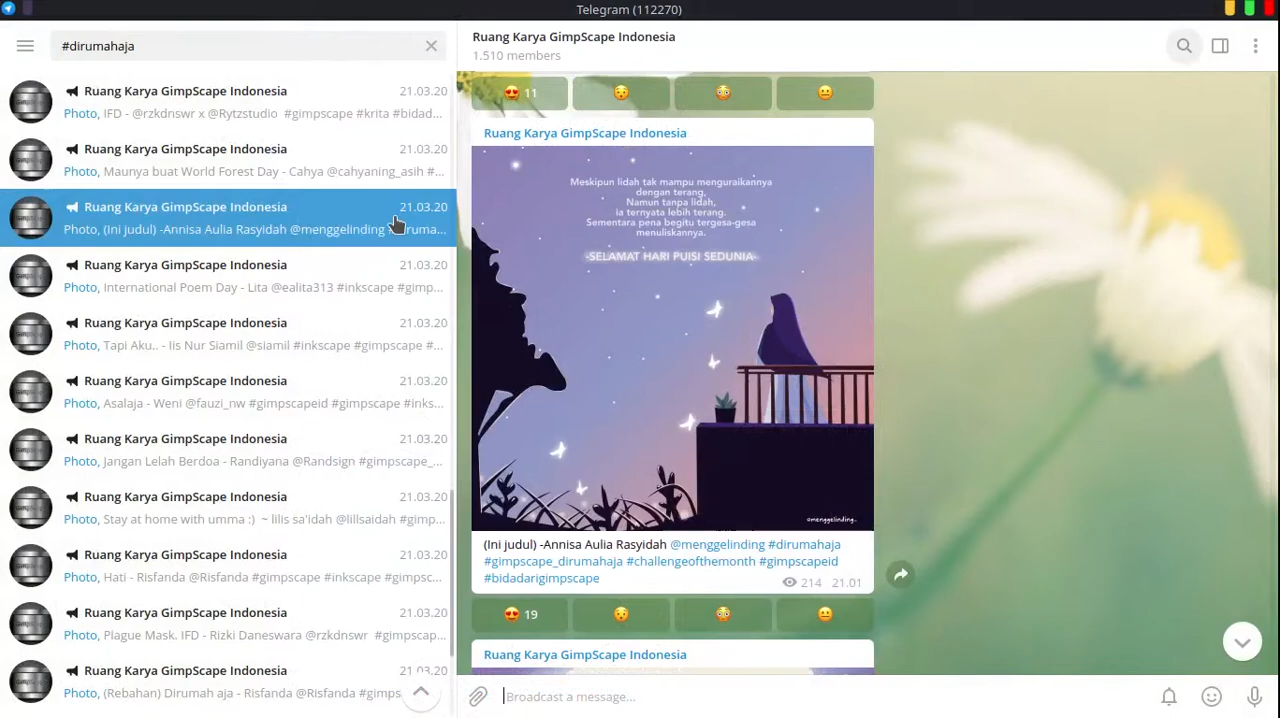 Telegram (112270)
#dirumahaja
Ruang Karya GimpScape Indonesia
21.03.20
Photo, IFD - @rzkdnswr x @Rytzstudio #gimpscape #krita #bidad...
Ruang Karya GimpScape Indonesia
21.03.20
Photo, Maunya buat World Forest Day - Cahya @cahyaning_asih #...
Ruang Karya GimpScape Indonesia
21.03.20
Photo, (Ini judul) -Annisa Aulia Rasyidah @menggelinding
Ruang Karya GimpScape Indonesia
21.03.20
Photo, International Poem Day - Lita @ealita313 #inkscape #gimp...
Ruang Karya GimpScape Indonesia
21.03.20
Photo, Tapi Aku.. - Iis Nur Siamil @siamil #inkscape #gimpscape #...
Ruang Karya GimpScape Indonesia
21.03.20
Photo, Asalaja - Weni @fauzi_nw #gimpscapeid #gimpscape #inks...
Ruang Karya GimpScape Indonesia
21.03.20
Photo, Jangan Lelah Berdoa - Randiyana @Randsign #gimpscape_...
Ruang Karya GimpScape Indonesia
21.03.20
Photo, Stay at home with umma :) ~ lilis sa'idah @lillsaidah #gimp...
Ruang Karya GimpScape Indonesia
21.03.20
Photo, Hati - Risfanda @Risfanda #gimpscape #inkscape #gimpsc...
Ruang Karya GimpScape Indonesia
21.03.20
Photo, Plague Mask. IFD - Rizki Daneswara @rzkdnswr #gimpscap...
Ruang Karya GimpScape Indonesia
21.03.20
Photo, (Rebahan) Dirumah aja - Risfanda @Risfanda #gimps
Ruang Karya GimpScape Indonesia
1.510 members
11
Ruang Karya GimpScape Indonesia
Meskipun lidah tak mampu menguraikannya
dengan terang,
Namun tanpa lidah,
ia ternyata lebih terang.
Sementara pena begitu tergesa-gesa
menuliskannya.
-SELAMAT HARI PUISI SEDUNIA-
@menggelinding_
(Ini judul) -Annisa Aulia Rasyidah @menggelinding #dirumahaja
#gimpscape_dirumahaja #challengeofthemonth #gimpscapeid
#bidadarigimpscape
214 21.01
19
Ruang Karya GimpScape Indonesia
Broadcast a message...